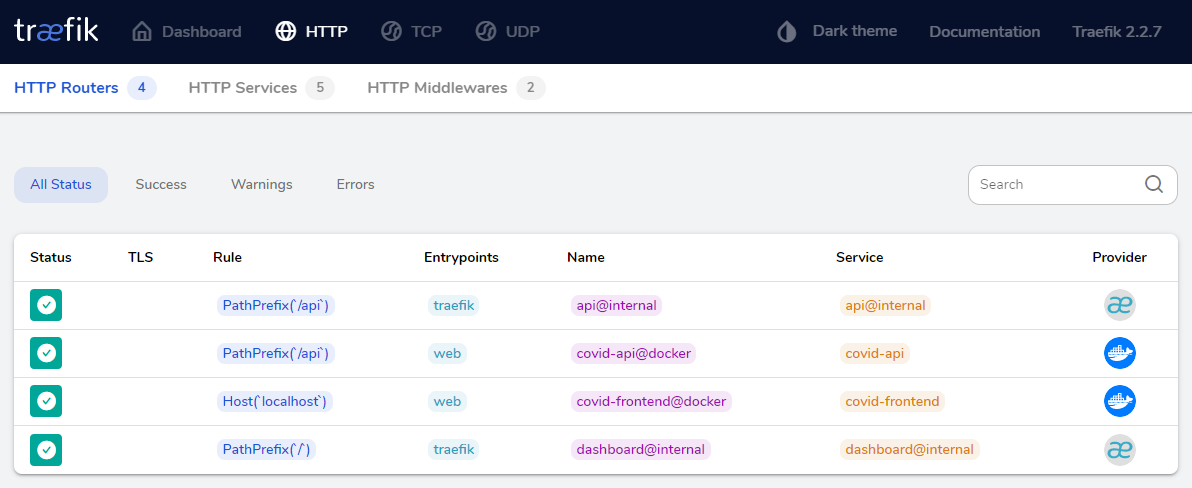 træfik Dashboard HTTP TCP UDP Dark theme Documentation Traefik 2.2.7
HTTP Routers 4 HTTP Services 5 HTTP Middlewares 2
All Status Success Warnings Errors Search
Status TLS Rule Entrypoints Name Service Provider
PathPrefix(`/api`) traefik api@internal api@internal æ
PathPrefix(`/api`) web covid-api@docker covid-api
Host(`localhost`) web covid-frontend@docker covid-frontend
PathPrefix(`/`) traefik dashboard@internal dashboard@internal æ